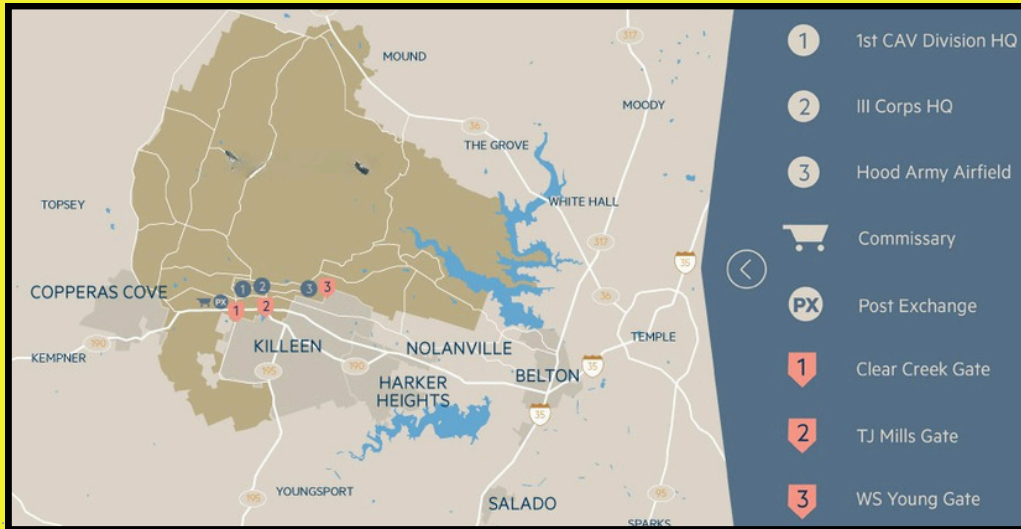 MOUND
317
MOODY
36
THE GROVE
TOPSEY
WHITE HALL
317
35
COPPERAS COVE
PX
1
2
3
3
1
2
36
190
KEMPNER
KILLEEN
NOLANVILLE
TEMPLE
195
190
HARKER
HEIGHTS
BELTON
35
35
YOUNGSPORT
195
SALADO
95
SPARKS
1 1st CAV Division HQ
2 III Corps HQ
3 Hood Army Airfield
Commissary
PX Post Exchange
1 Clear Creek Gate
2 TJ Mills Gate
3 WS Young Gate